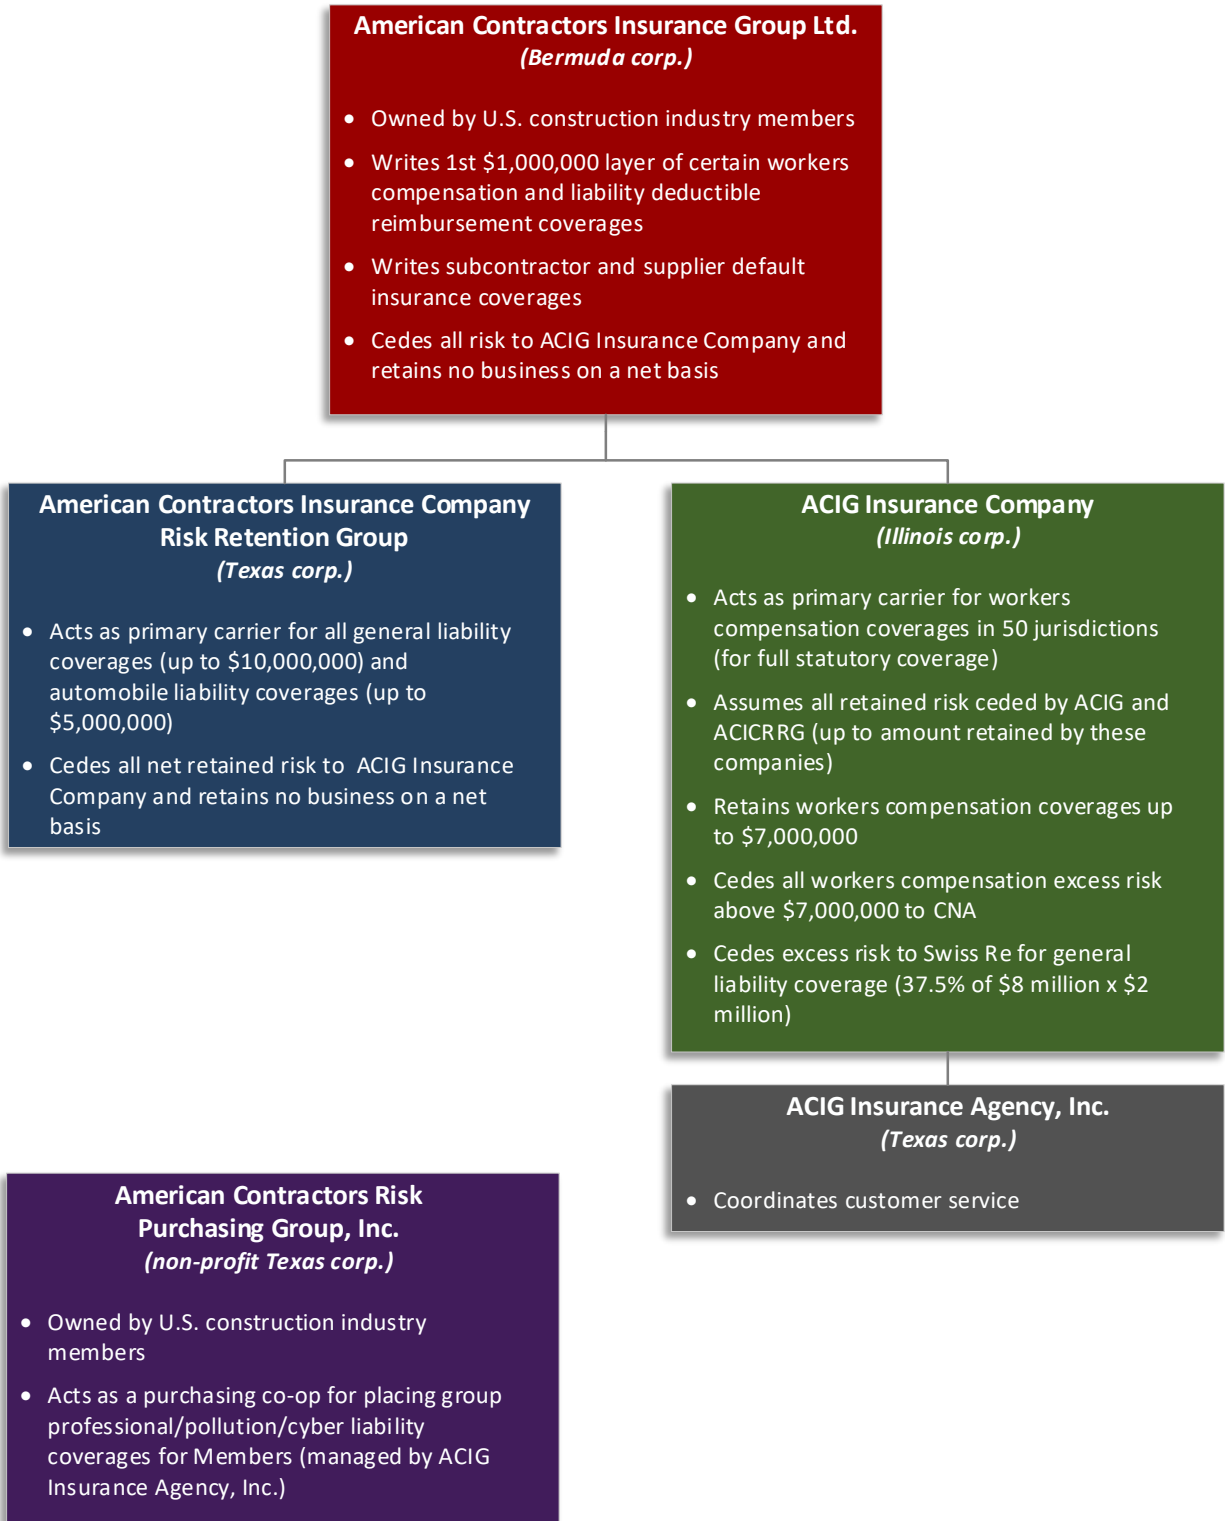 American Contractors Insurance Group Ltd.
(Bermuda corp.)
• Owned by U.S. construction industry members
• Writes 1st $1,000,000 layer of certain workers
compensation and liability deductible
reimbursement coverages
• Writes subcontractor and supplier default
insurance coverages
• Cedes all risk to ACIG Insurance Company and
retains no business on a net basis
American Contractors Insurance Company
Risk Retention Group
(Texas corp.)
• Acts as primary carrier for all general liability
coverages (up to $10,000,000) and
automobile liability coverages (up to
$5,000,000)
• Cedes all net retained risk to ACIG Insurance
Company and retains no business on a net
basis
ACIG Insurance Company
(Illinois corp.)
• Acts as primary carrier for workers
compensation coverages in 50 jurisdictions
(for full statutory coverage)
• Assumes all retained risk ceded by ACIG and
ACICRRG (up to amount retained by these
companies)
• Retains workers compensation coverages up
to $7,000,000
• Cedes all workers compensation excess risk
above $7,000,000 to CNA
• Cedes excess risk to Swiss Re for general
liability coverage (37.5% of $8 million x $2
million)
ACIG Insurance Agency, Inc.
(Texas corp.)
• Coordinates customer service
American Contractors Risk
Purchasing Group, Inc.
(non-profit Texas corp.)
• Owned by U.S. construction industry
members
• Acts as a purchasing co-op for placing group
professional/pollution/cyber liability
coverages for Members (managed by ACIG
Insurance Agency, Inc.)